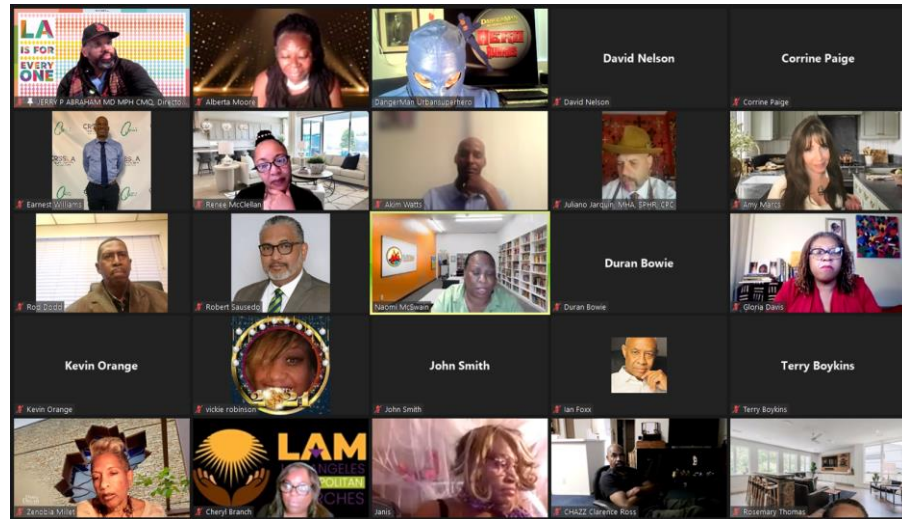 LA
IS FOR
EVERY
ONE
JERRY P ABRAHAM MD MPH CMQ, Directo
Alberta Moore
DangerMan Urbansuperhero
David Nelson
David Nelson
Corrine Paige
Corrine Paige
Earnest Williams
Renee McClellan
Akim Watts
Juliano Jarquin, MHA, SPHR, CPC
Amy Marcs
Rob Dodd
Robert Sausedo
Naomi McSwain
Duran Bowie
Duran Bowie
Gloria Davis
Kevin Orange
Kevin Orange
vickie robinson
John Smith
John Smith
Ian Foxx
Terry Boykins
Terry Boykins
Zenobia Millet
LAM
ANGELES
POLITAN
RCHES
Cheryl Branch
Janis
CHAZZ Clarence Ross
Rosemary Thomas